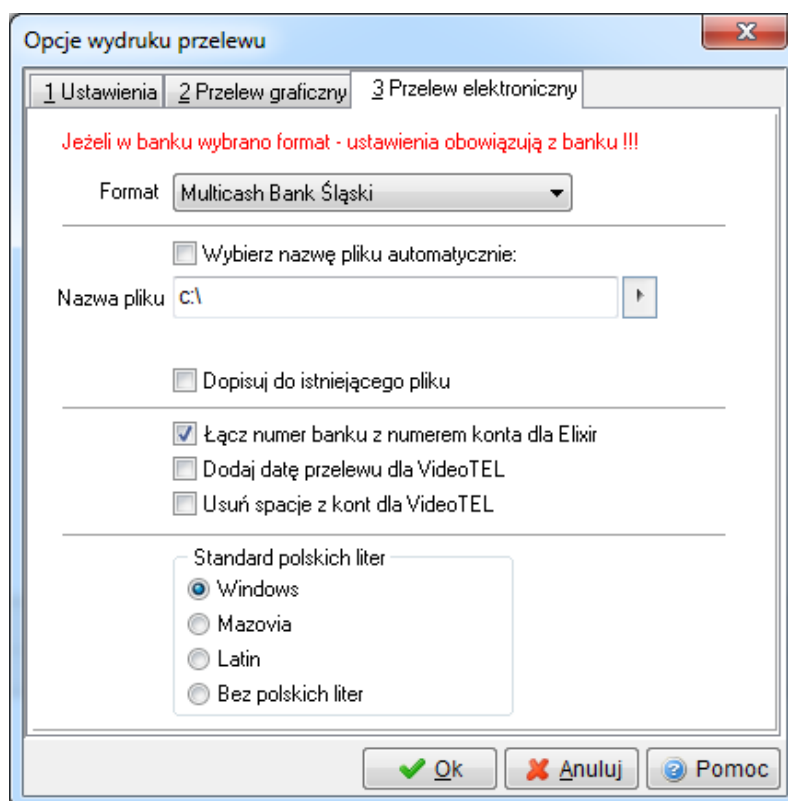 Opcje wydruku przelewu
1 Ustawienia 2 Przelew graficzny 3 Przelew elektroniczny
Jeżeli w banku wybrano format - ustawienia obowiązują z banku !!!
Format Multicash Bank Śląski
Wybierz nazwę pliku automatycznie:
Nazwa pliku c:\
Dopisuj do istniejącego pliku
Łącz numer banku z numerem konta dla Elixir
Dodaj datę przelewu dla VideoTEL
Usuń spacje z kont dla VideoTEL
Standard polskich liter
Windows
Mazovia
Latin
Bez polskich liter
Ok Anuluj Pomoc